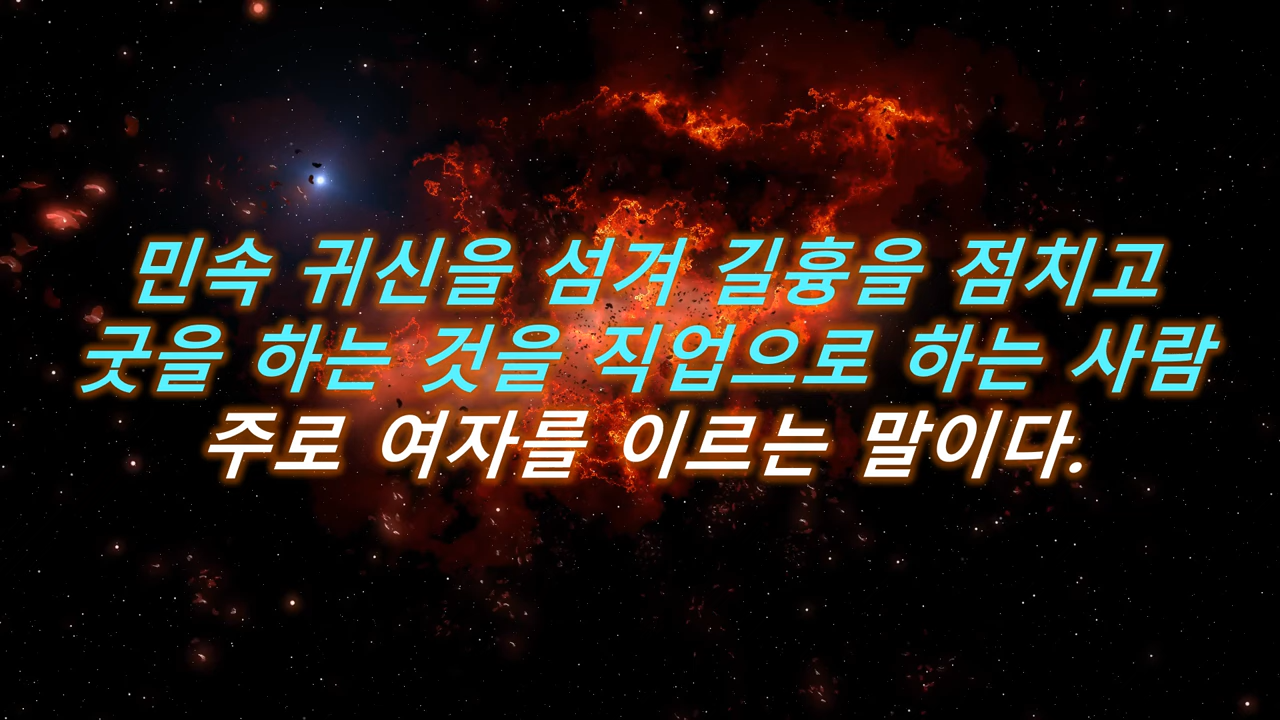 민속 귀신을 섬겨 길흉을 점치고
굿을 하는 것을 직업으로 하는 사람
주로 여자를 이르는 말이다.